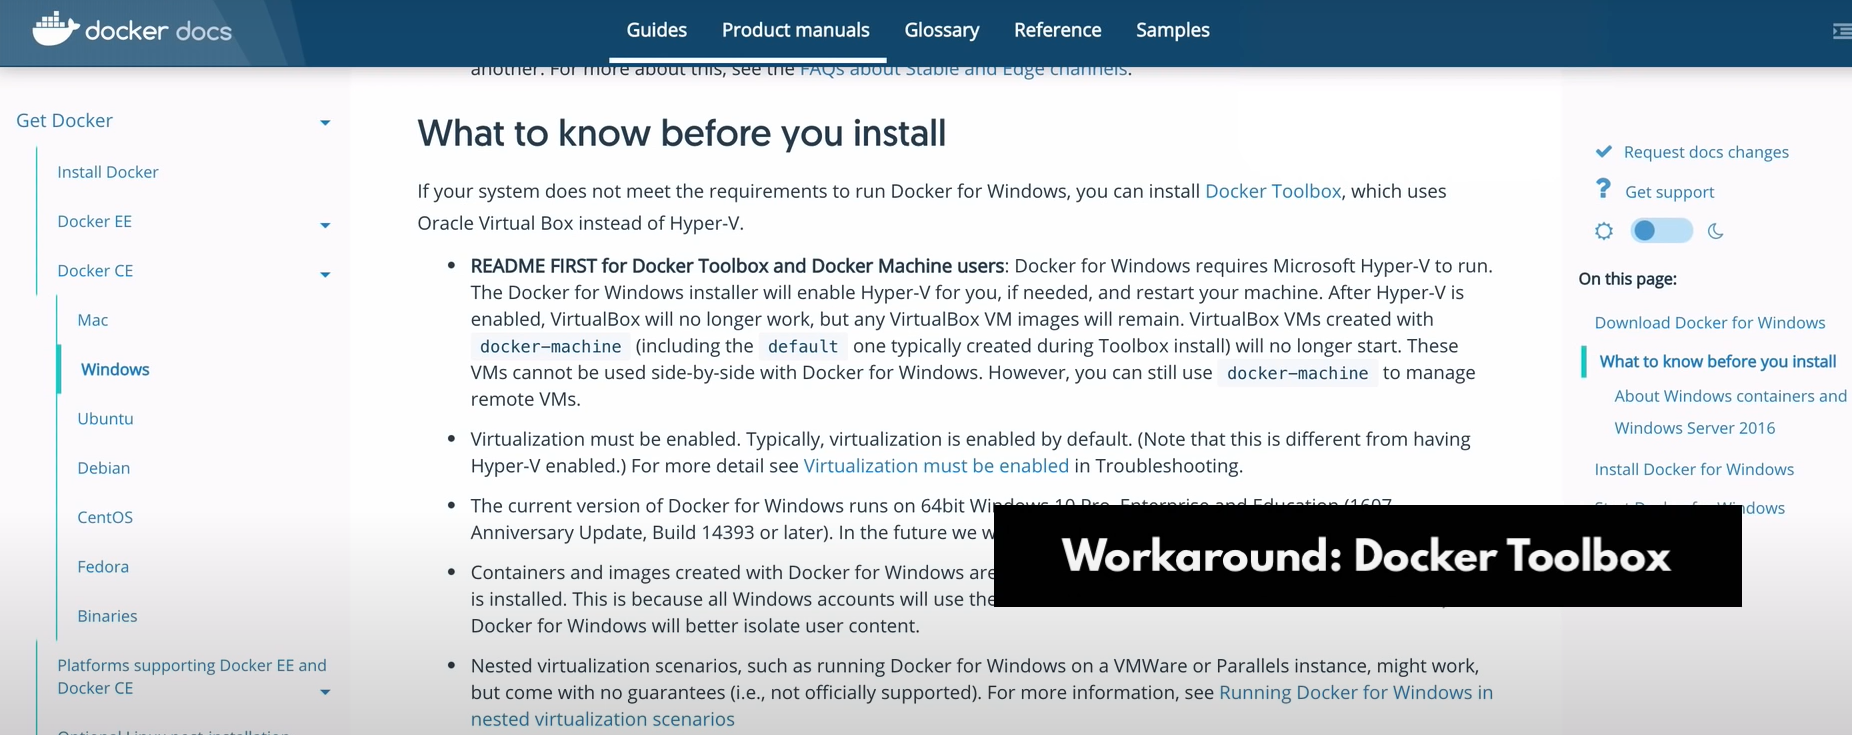 docker docs
Guides Product manuals Glossary Reference Samples
another. For more about this, see the FAQs about Stable and Edge channels.
Get Docker
Install Docker
Docker EE
Docker CE
Mac
Windows
Ubuntu
Debian
CentOS
Fedora
Binaries
Platforms supporting Docker EE and
Docker CE
Optional Linux post-installation
What to know before you install
If your system does not meet the requirements to run Docker for Windows, you can install Docker Toolbox, which uses
Oracle Virtual Box instead of Hyper-V.
• README FIRST for Docker Toolbox and Docker Machine users: Docker for Windows requires Microsoft Hyper-V to run.
The Docker for Windows installer will enable Hyper-V for you, if needed, and restart your machine. After Hyper-V is
enabled, VirtualBox will no longer work, but any VirtualBox VM images will remain. VirtualBox VMs created with
docker-machine (including the default one typically created during Toolbox install) will no longer start. These
VMs cannot be used side-by-side with Docker for Windows. However, you can still use docker-machine to manage
remote VMs.
• Virtualization must be enabled. Typically, virtualization is enabled by default. (Note that this is different from having
Hyper-V enabled.) For more detail see Virtualization must be enabled in Troubleshooting.
• The current version of Docker for Windows runs on 64bit Windows 10 Pro, Enterprise and Education (1607
Anniversary Update, Build 14393 or later). In the future we
• Containers and images created with Docker for Windows are
is installed. This is because all Windows accounts will use the
Docker for Windows will better isolate user content.
• Nested virtualization scenarios, such as running Docker for Windows on a VMWare or Parallels instance, might work,
but come with no guarantees (i.e., not officially supported). For more information, see Running Docker for Windows in
nested virtualization scenarios
Workaround: Docker Toolbox
Request docs changes
Get support
On this page:
Download Docker for Windows
What to know before you install
About Windows containers and
Windows Server 2016
Install Docker for Windows
Start Docker for Windows